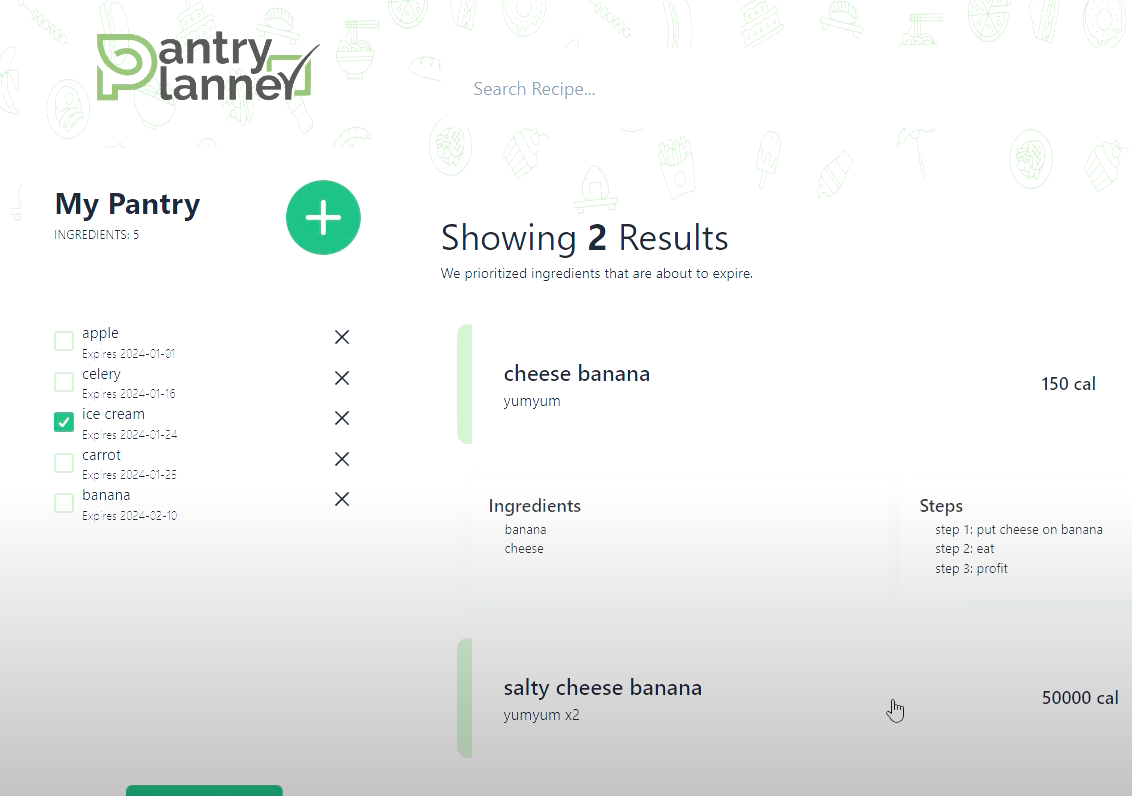 Pantry
Planner
Search Recipe...
My Pantry
INGREDIENTS: 5
apple
Expires 2024-01-01
celery
Expires 2024-01-16
ice cream
Expires 2024-01-24
carrot
Expires 2024-01-25
banana
Expires 2024-02-10
Showing 2 Results
We prioritized ingredients that are about to expire.
cheese banana
yumyum
150 cal
Ingredients
banana
cheese
Steps
step 1: put cheese on banana
step 2: eat
step 3: profit
salty cheese banana
yumyum x2
50000 cal